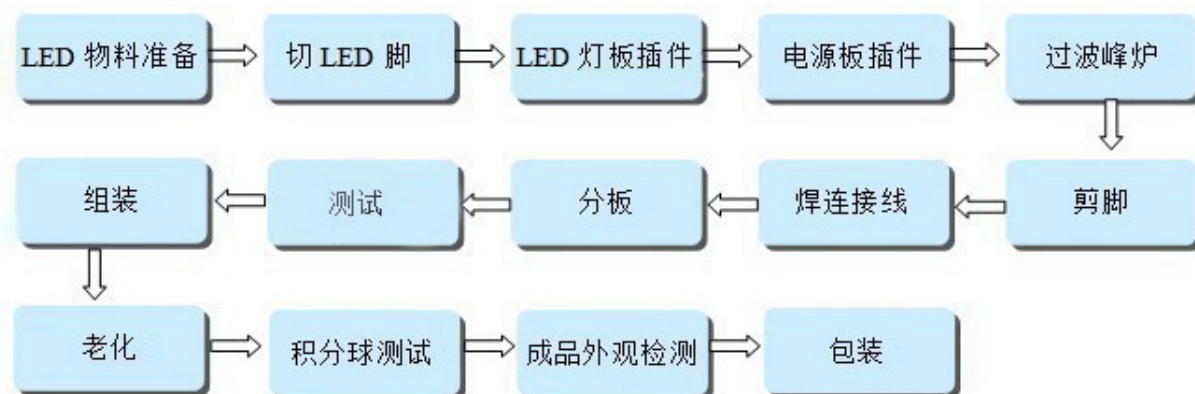 LED 物料准备
切 LED 脚
LED 灯板插件
电源板插件
过波峰炉
剪脚
焊连接线
分板
测试
组装
老化
积分球测试
成品外观检测
包装